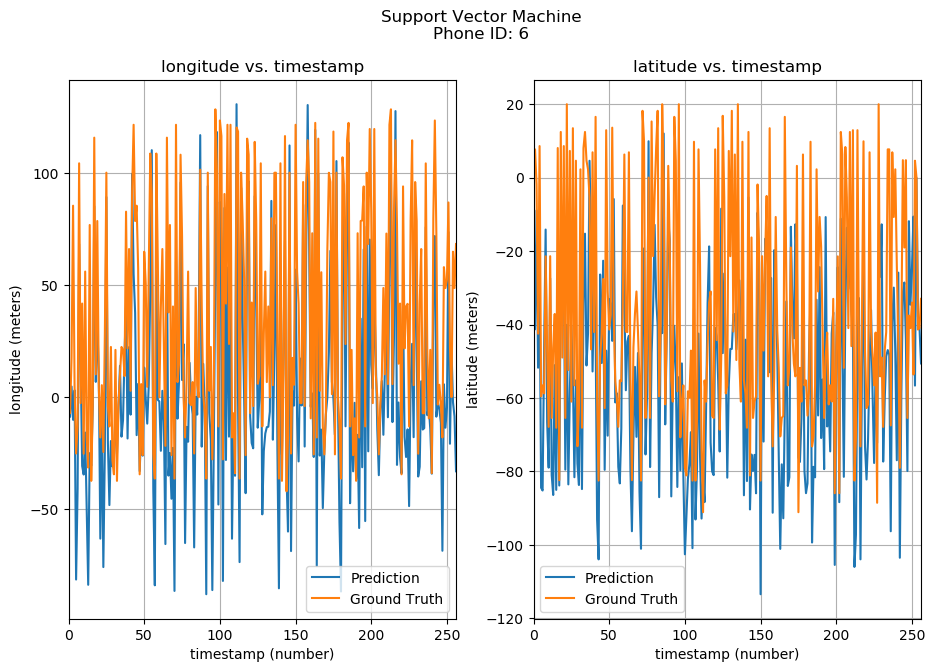 Support Vector Machine
Phone ID: 6
longitude vs. timestamp
longitude (meters)
100
50
0
−50
0
50
100
150
200
250
timestamp (number)
Prediction
Ground Truth
latitude vs. timestamp
latitude (meters)
20
0
−20
−40
−60
−80
−100
−120
0
50
100
150
200
250
timestamp (number)
Prediction
Ground Truth